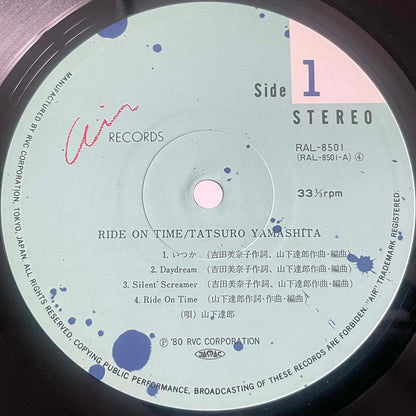 Air
RECORDS
Side 1
STEREO
RAL-8501
(RAL-8501-A) ④
33⅓rpm
RIDE ON TIME/TATSURO YAMASHITA
1. いつか (吉田美奈子作詞、山下達郎作曲・編曲)
2. Daydream (吉田美奈子作詞、山下達郎作曲・編曲)
3. Silent Screamer (吉田美奈子作詞、山下達郎作曲・編曲)
4. Ride On Time (山下達郎作詞・作曲・編曲)
(唄) 山下達郎
Ⓟ '80 RVC CORPORATION
JASRAC
MANUFACTURED BY RVC CORPORATION, TOKYO, JAPAN. ALL RIGHTS RESERVED. COPYING PUBLIC PERFORMANCE, BROADCASTING OF THESE RECORDS ARE FORBIDDEN. "AIR" TRADEMARK REGISTERED.